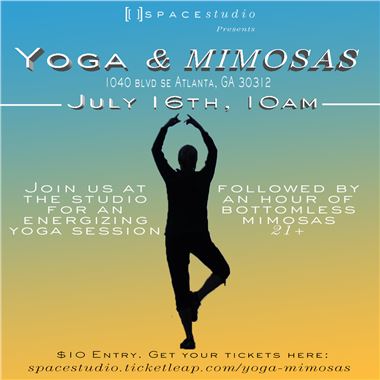 [[ ]] SPACEstudio
Presents
YOGA & MIMOSAS
1040 BLVD SE ATLANTA, GA 30312
JULY 16TH, 10AM
JOIN US AT
THE STUDIO
FOR AN
ENERGIZING
YOGA SESSION
FOLLOWED BY
AN HOUR OF
BOTTOMLESS
MIMOSAS
21+
$10 ENTRY. GET YOUR TICKETS HERE:
spacestudio.ticketleap.com/yoga-mimosas